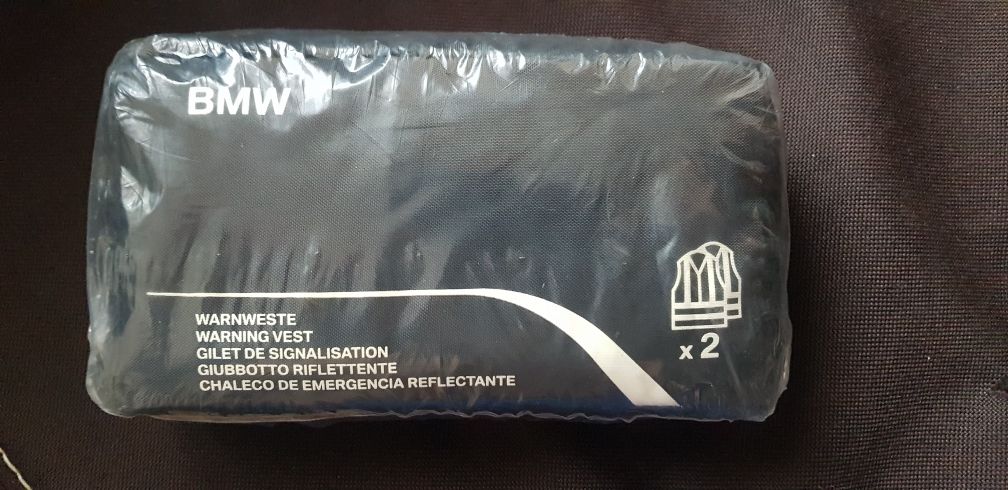 BMW
WARNWESTE
WARNING VEST
GILET DE SIGNALISATION
GIUBBOTTO RIFLETTENTE
CHALECO DE EMERGENCIA REFLECTANTE
x 2